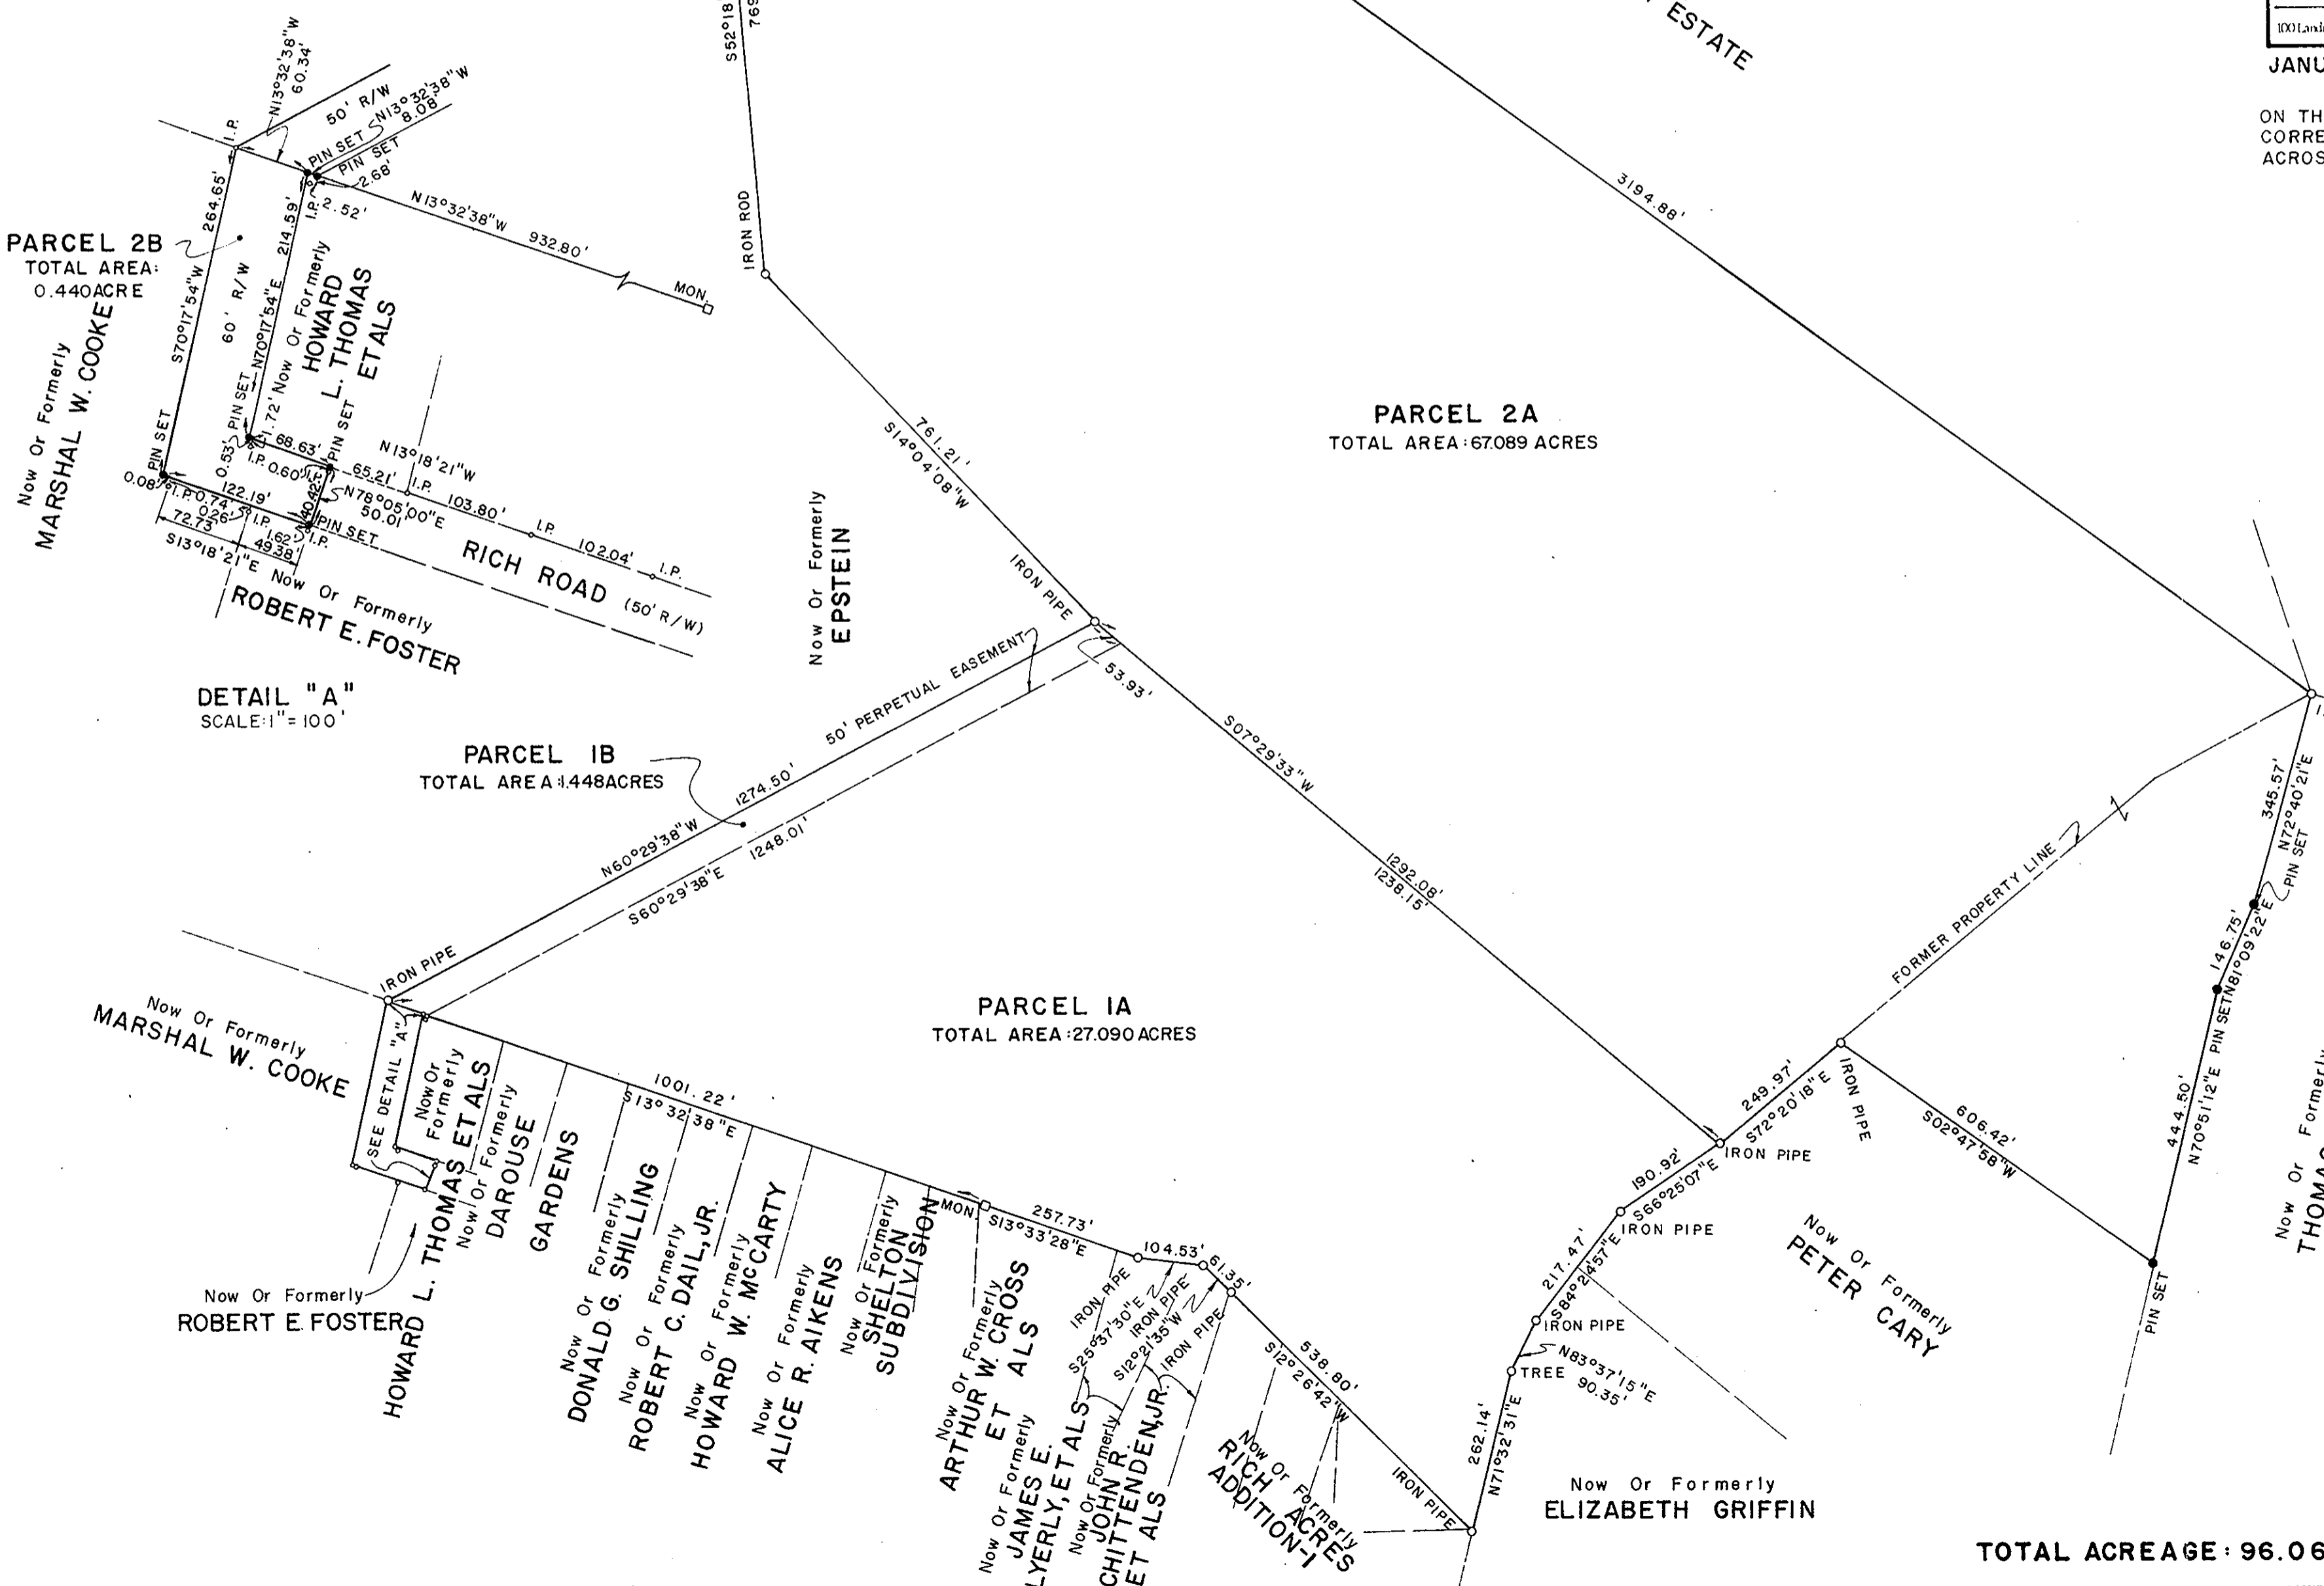 ESTATE
100 Land
JANU
ON TH
CORRE
ACROS
S52°18
769
IRON ROD
3194.88'
N13°32'38"W
60.34'
50' R/W
N13°32'38"W
8.08'
I.P.
PIN SET
PIN SET
2.68'
I.P.
2.52'
N13°32'38"W 932.80'
MON.
264.65'
S70°17'54"W
214.59'
N70°17'54"E
60' R/W
PARCEL 2B
TOTAL AREA:
0.440ACRE
Now Or Formerly
MARSHAL W. COOKE
Now Or Formerly
HOWARD
L. THOMAS
ET ALS
PIN SET
1.72'
0.53'
68.63'
I.P.
0.60'
I.P.
PIN SET
65.21'
N13°18'21"W
I.P.
103.80'
I.P.
102.04'
I.P.
PIN SET
0.08'
I.P.
0.74'
122.19'
0.26'
I.P.
72.73'
1.62'
49.38'
I.P.
40.42'
N78°05'00"E
50.01'
PIN SET
S13°18'21"E
RICH ROAD (50' R/W)
Now Or Formerly
ROBERT E. FOSTER
DETAIL "A"
SCALE:1"=100'
PARCEL 2A
TOTAL AREA:67.089 ACRES
761.21'
S14°04'08"W
Now Or Formerly
EPSTEIN
IRON PIPE
53.93'
50' PERPETUAL EASEMENT
PARCEL 1B
TOTAL AREA:1.448ACRES
1274.50'
N60°29'38"W
1248.01'
S60°29'38"E
S07°29'33"W
1292.08'
1238.15'
FORMER PROPERTY LINE
345.57'
N72°40'21"E
PIN SET
146.75'
N81°09'22"E
PIN SET
444.50'
N70°51'12"E
Now Or Formerly
THOMAS
IRON PIPE
Now Or Formerly
MARSHAL W. COOKE
SEE DETAIL "A"
PARCEL 1A
TOTAL AREA:27.090 ACRES
249.97'
S72°20'18"E
IRON PIPE
606.42'
S02°47'58"W
PIN SET
IRON PIPE
190.92'
S66°25'07"E
IRON PIPE
217.47'
S84°24'57"E
IRON PIPE
N83°37'15"E
90.35'
TREE
262.14'
N71°32'31"E
Now Or Formerly
PETER CARY
1001.22'
S13°32'38"E
MON.
257.73'
S13°33'28"E
104.53'
61.35'
IRON PIPE
S25°37'30"E
IRON PIPE
S12°21'35"W
IRON PIPE
538.80'
S12°26'42"W
IRON PIPE
Now Or Formerly
ROBERT E. FOSTER
Now Or
Formerly
HOWARD L. THOMAS ET ALS
Now Or Formerly
DAROUSE
GARDENS
Now Or Formerly
DONALD G. SHILLING
Now Or Formerly
ROBERT C. DAIL, JR.
Now Or Formerly
HOWARD W. McCARTY
Now Or Formerly
ALICE R. AIKENS
Now Or Formerly
SHELTON
SUBDIVISION
Now Or Formerly
ARTHUR W. CROSS
ET ALS
Now Or Formerly
JAMES E.
LYERLY, ET ALS
Now Or Formerly
JOHN R.
CHITTENDEN, JR.
ET ALS
Now Or Formerly
RICH ACRES
ADDITION-1
Now Or Formerly
ELIZABETH GRIFFIN
TOTAL ACREAGE: 96.06